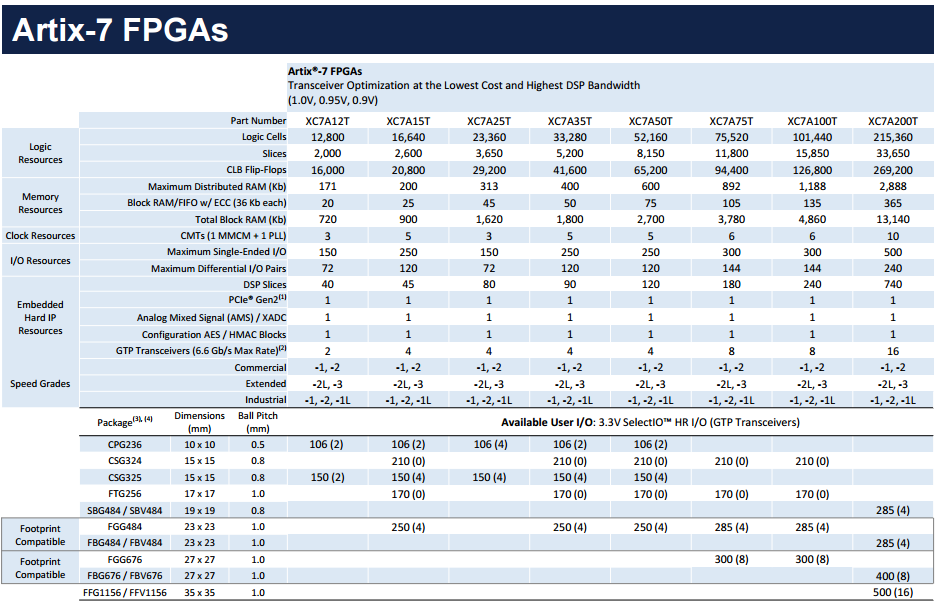 Artix-7 FPGAs
Artix®-7 FPGAs
Transceiver Optimization at the Lowest Cost and Highest DSP Bandwidth
(1.0V, 0.95V, 0.9V)
Part Number XC7A12T XC7A15T XC7A25T XC7A35T XC7A50T XC7A75T XC7A100T XC7A200T
Logic Resources
Logic Cells 12,800 16,640 23,360 33,280 52,160 75,520 101,440 215,360
Slices 2,000 2,600 3,650 5,200 8,150 11,800 15,850 33,650
CLB Flip-Flops 16,000 20,800 29,200 41,600 65,200 94,400 126,800 269,200
Memory Resources
Maximum Distributed RAM (Kb) 171 200 313 400 600 892 1,188 2,888
Block RAM/FIFO w/ ECC (36 Kb each) 20 25 45 50 75 105 135 365
Total Block RAM (Kb) 720 900 1,620 1,800 2,700 3,780 4,860 13,140
Clock Resources CMTs (1 MMCM + 1 PLL) 3 5 3 5 5 6 6 10
I/O Resources
Maximum Single-Ended I/O 150 250 150 250 250 300 300 500
Maximum Differential I/O Pairs 72 120 72 120 120 144 144 240
Embedded Hard IP Resources
DSP Slices 40 45 80 90 120 180 240 740
PCIe® Gen2(1) 1 1 1 1 1 1 1 1
Analog Mixed Signal (AMS) / XADC 1 1 1 1 1 1 1 1
Configuration AES / HMAC Blocks 1 1 1 1 1 1 1 1
GTP Transceivers (6.6 Gb/s Max Rate)(2) 2 4 4 4 4 8 8 16
Speed Grades
Commercial -1, -2 -1, -2 -1, -2 -1, -2 -1, -2 -1, -2 -1, -2 -1, -2
Extended -2L, -3 -2L, -3 -2L, -3 -2L, -3 -2L, -3 -2L, -3 -2L, -3 -2L, -3
Industrial -1, -2, -1L -1, -2, -1L -1, -2, -1L -1, -2, -1L -1, -2, -1L -1, -2, -1L -1, -2, -1L -1, -2, -1L
Package(3), (4) Dimensions (mm) Ball Pitch (mm) Available User I/O: 3.3V SelectIO™ HR I/O (GTP Transceivers)
CPG236 10 x 10 0.5 106 (2) 106 (2) 106 (4) 106 (2) 106 (2)
CSG324 15 x 15 0.8 210 (0) 210 (0) 210 (0) 210 (0) 210 (0)
CSG325 15 x 15 0.8 150 (2) 150 (4) 150 (4) 150 (4) 150 (4)
FTG256 17 x 17 1.0 170 (0) 170 (0) 170 (0) 170 (0) 170 (0)
SBG484 / SBV484 19 x 19 0.8 285 (4)
Footprint Compatible
FGG484 23 x 23 1.0 250 (4) 250 (4) 250 (4) 285 (4) 285 (4)
FBG484 / FBV484 23 x 23 1.0 285 (4)
Footprint Compatible
FGG676 27 x 27 1.0 300 (8) 300 (8)
FBG676 / FBV676 27 x 27 1.0 400 (8)
FFG1156 / FFV1156 35 x 35 1.0 500 (16)